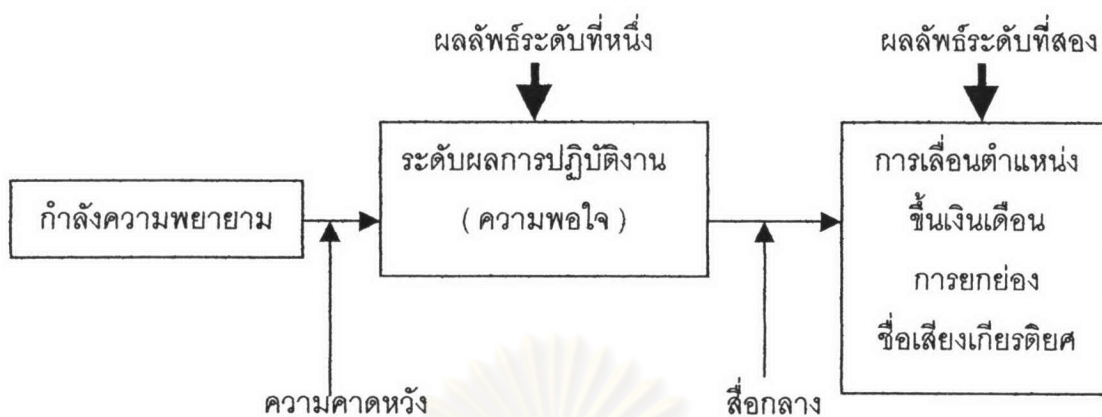 ผลลัพธ์ระดับที่หนึ่ง
ผลลัพธ์ระดับที่สอง
กำลังความพยายาม
ระดับผลการปฏิบัติงาน
( ความพอใจ )
การเลื่อนตำแหน่ง
ขึ้นเงินเดือน
การยกย่อง
ชื่อเสียงเกียรติยศ
ความคาดหวัง
สื่อกลาง